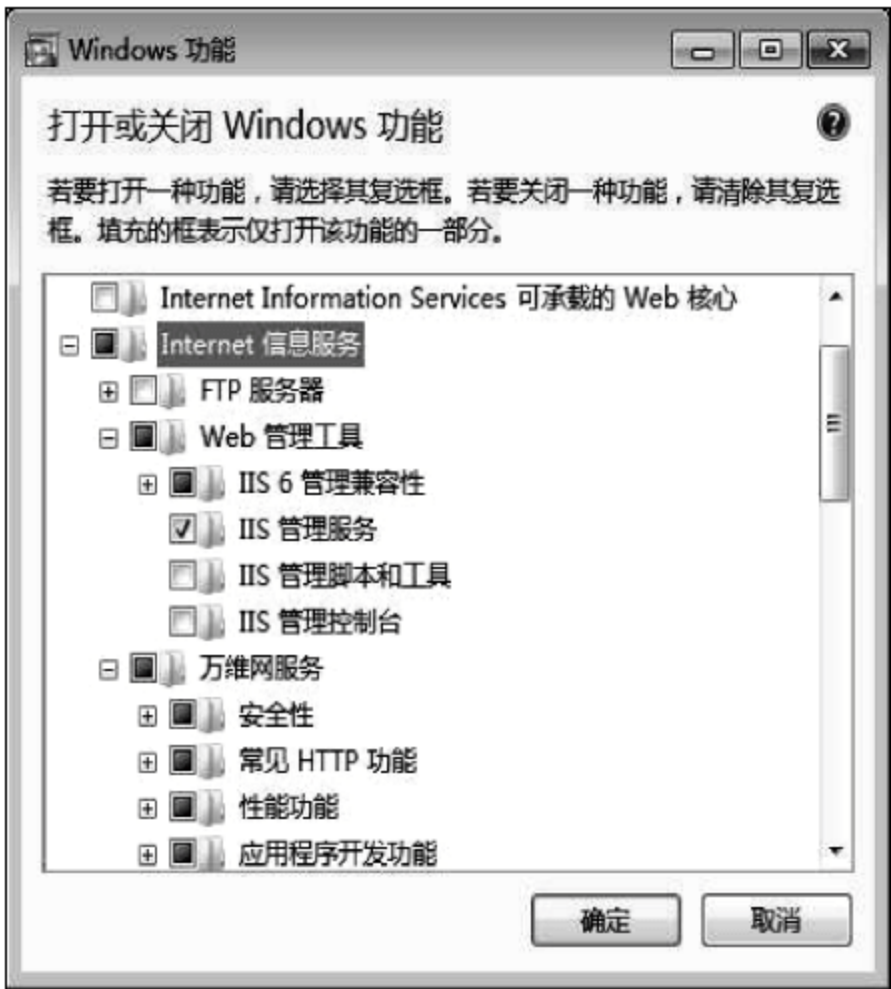 Windows 功能
打开或关闭 Windows 功能
若要打开一种功能，请选择其复选框。若要关闭一种功能，请清除其复选
框。填充的框表示仅打开该功能的一部分。
Internet Information Services 可承载的 Web 核心
Internet 信息服务
FTP 服务器
Web 管理工具
IIS 6 管理兼容性
IIS 管理服务
IIS 管理脚本和工具
IIS 管理控制台
万维网服务
安全性
常见 HTTP 功能
性能功能
应用程序开发功能
确定 取消